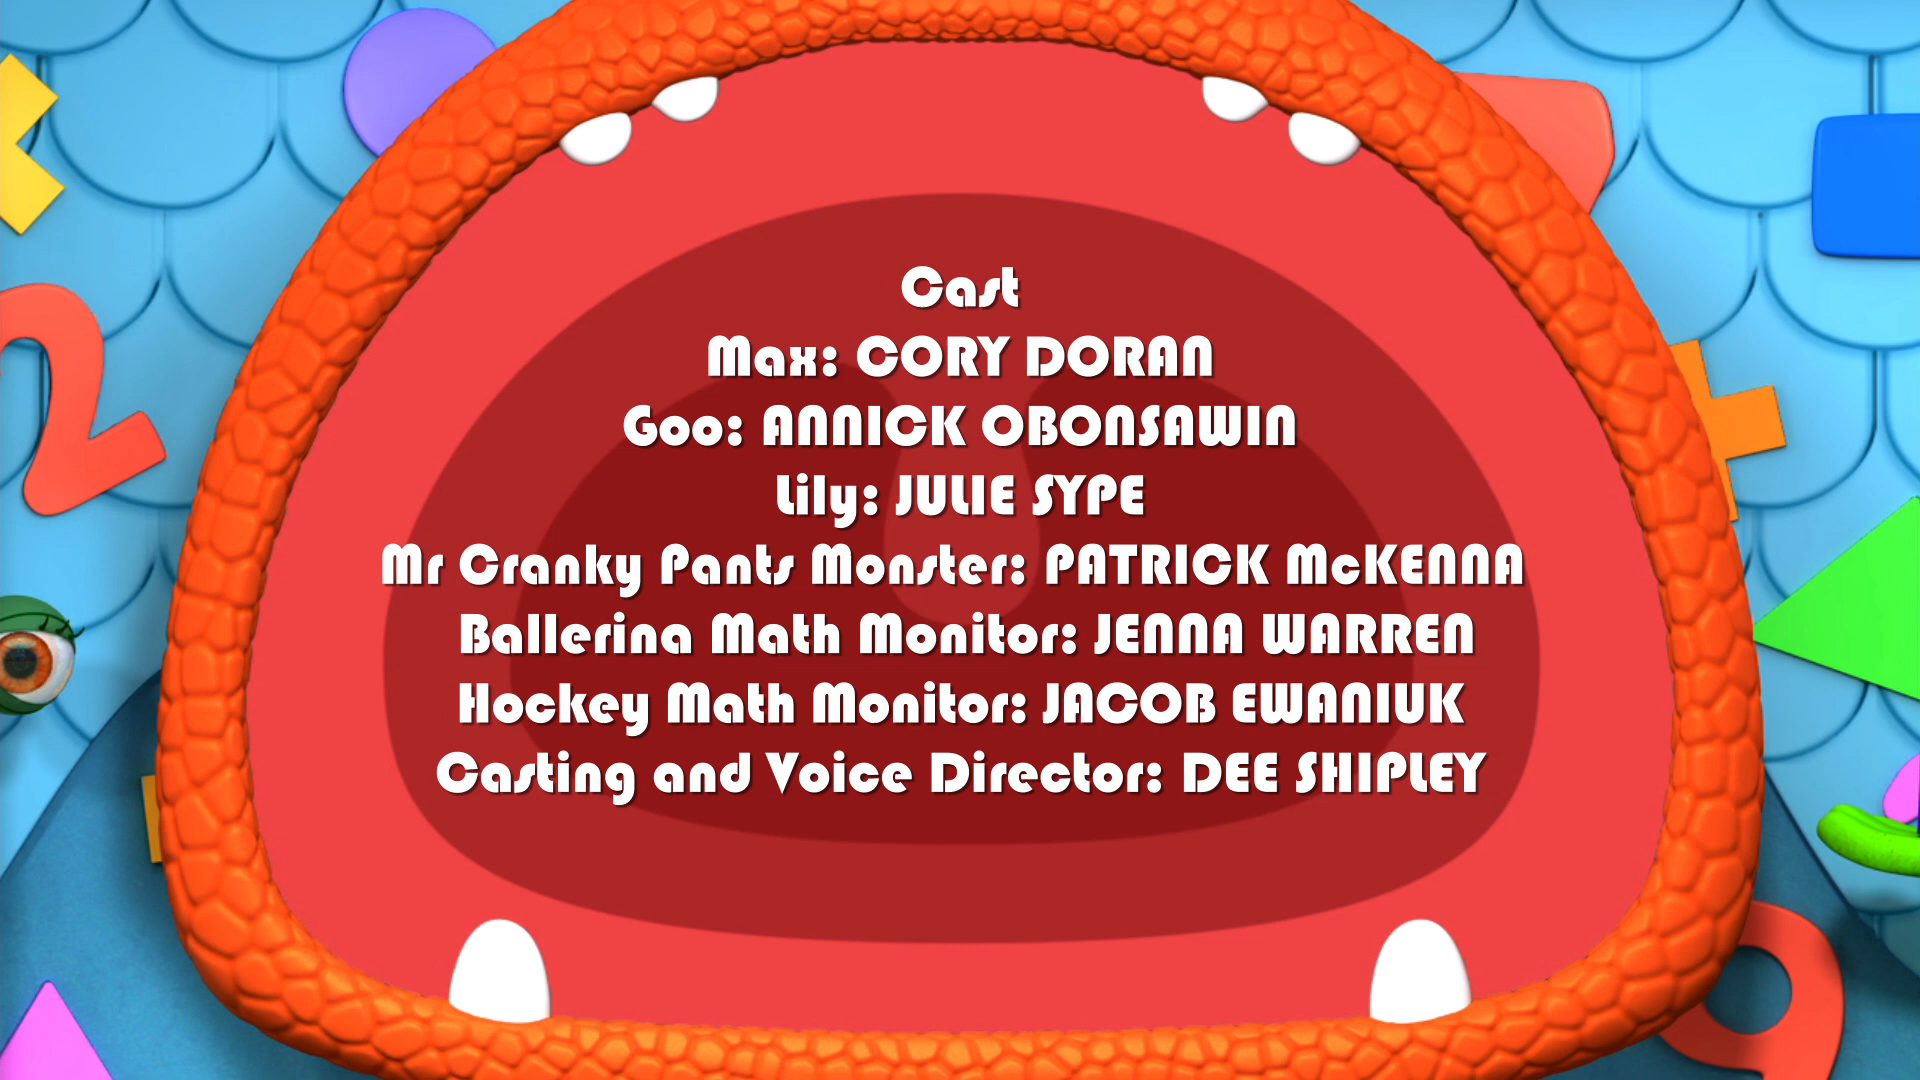 Cast
Max: CORY DORAN
Goo: ANNICK OBONSAWIN
Lily: JULIE SYPE
Mr Cranky Pants Monster: PATRICK McKENNA
Ballerina Math Monitor: JENNA WARREN
Hockey Math Monitor: JACOB EWANIUK
Casting and Voice Director: DEE SHIPLEY